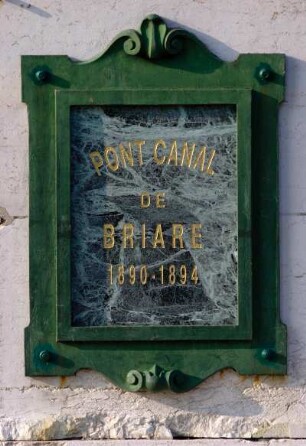 PONT CANAL
DE
BRIARE
1890-1894